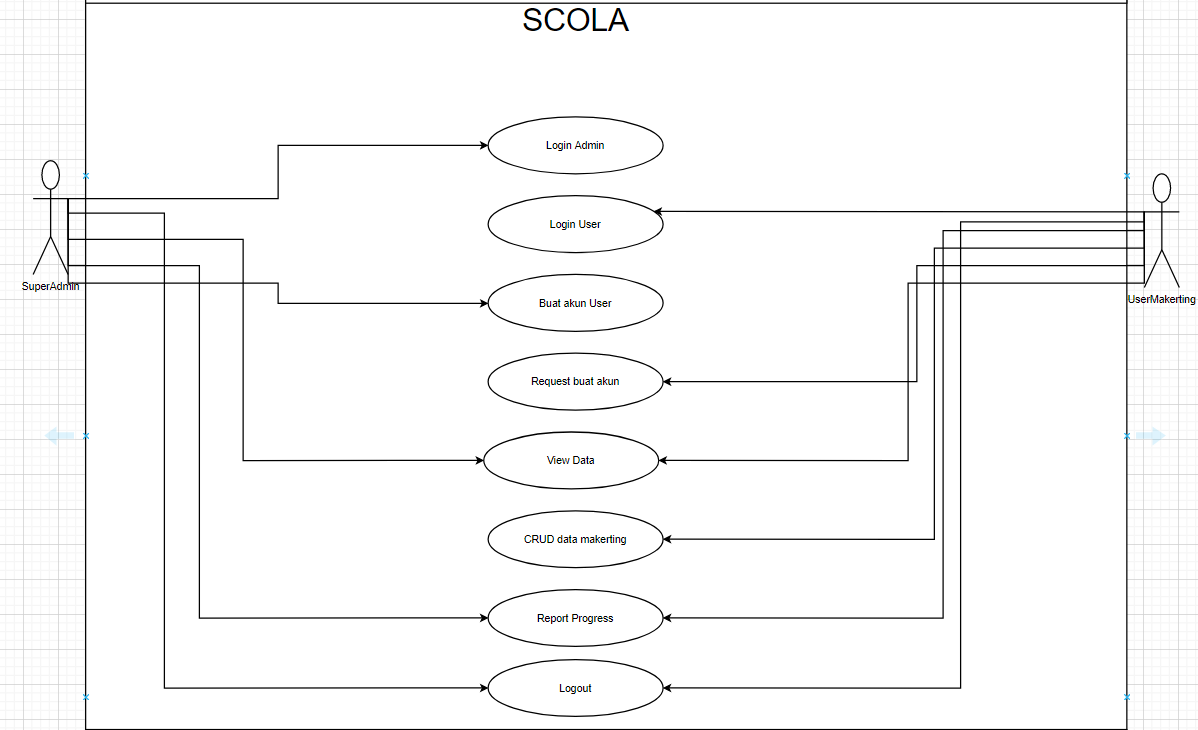 SCOLA
Login Admin
Login User
SuperAdmin
Buat akun User
UserMakerting
Request buat akun
View Data
CRUD data makerting
Report Progress
Logout